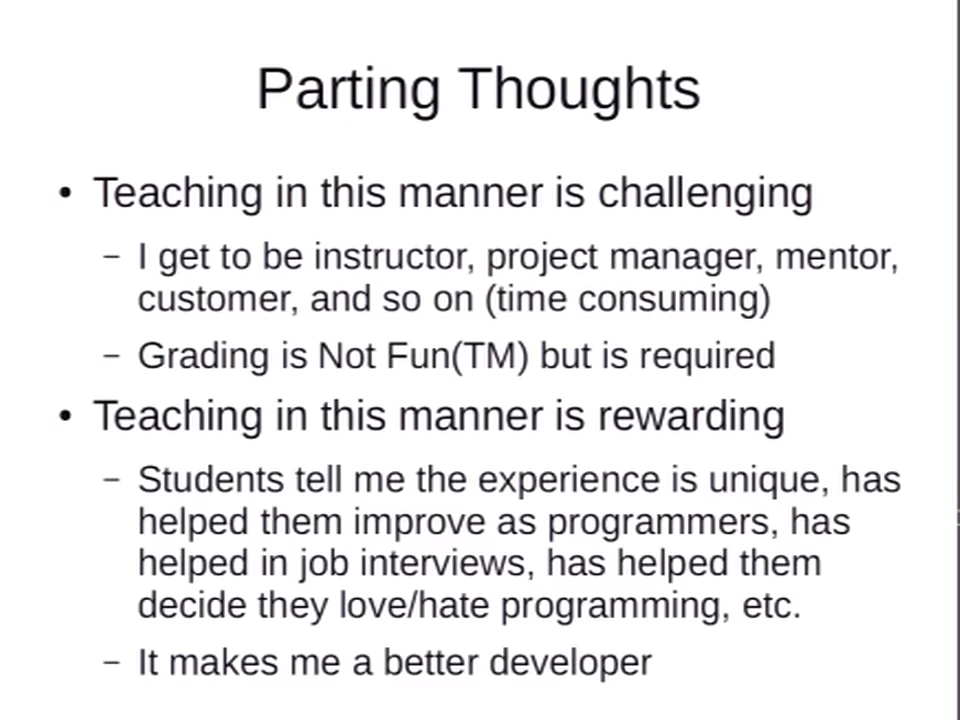 Parting Thoughts
• Teaching in this manner is challenging
– I get to be instructor, project manager, mentor,
customer, and so on (time consuming)
– Grading is Not Fun(TM) but is required
• Teaching in this manner is rewarding
– Students tell me the experience is unique, has
helped them improve as programmers, has
helped in job interviews, has helped them
decide they love/hate programming, etc.
– It makes me a better developer